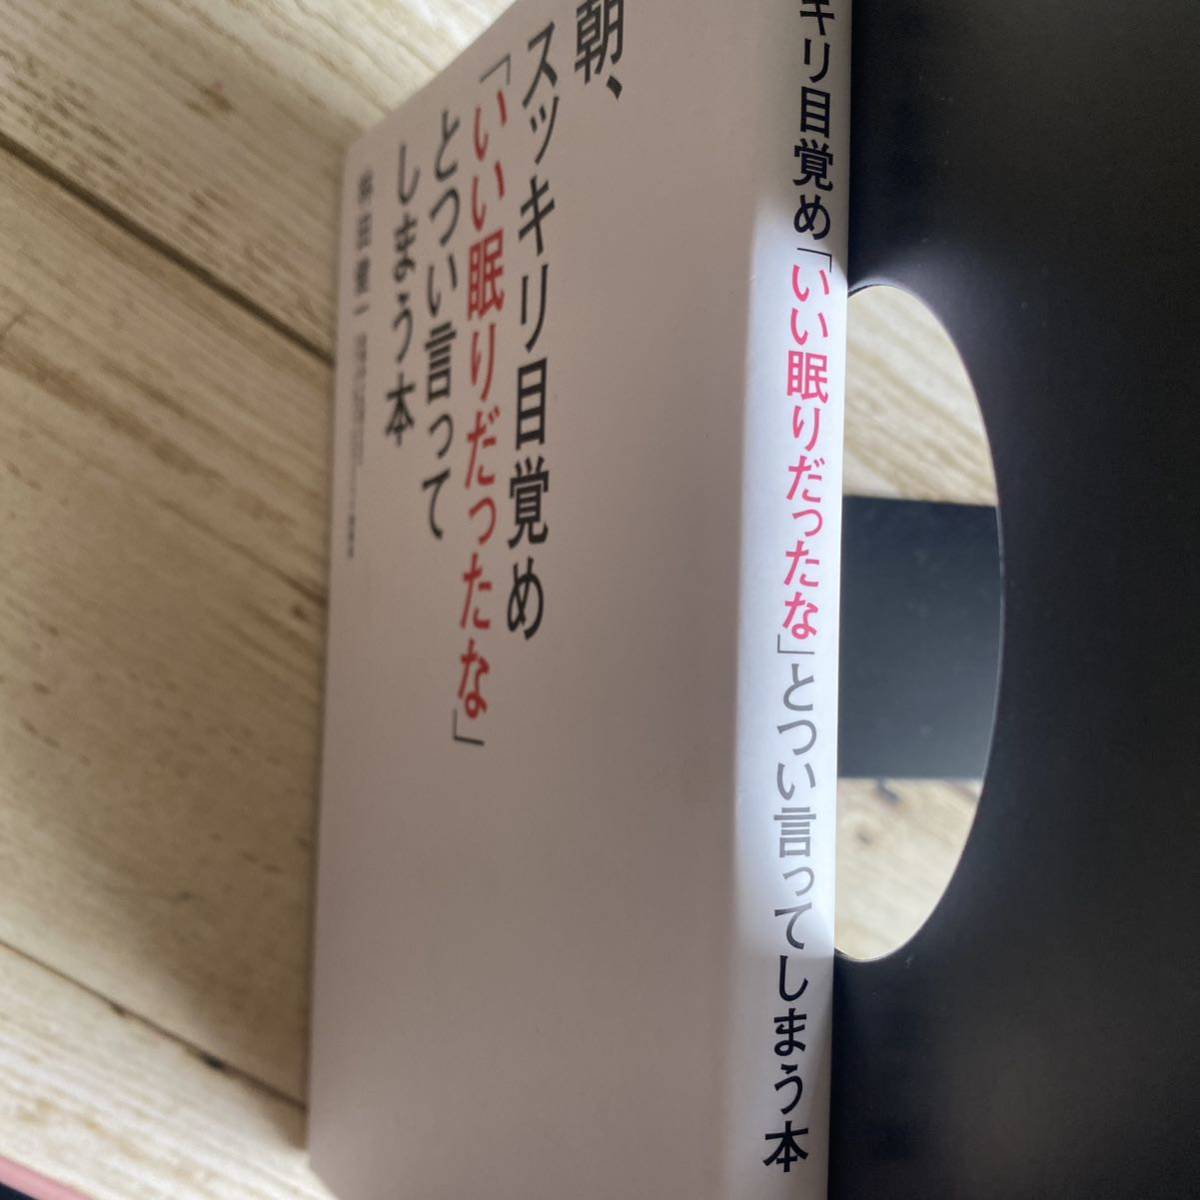 朝、
スッキリ目覚め
「いい眠りだったな」
とつい言って
しまう本
キリ目覚め「いい眠りだったな」とつい言ってしまう本